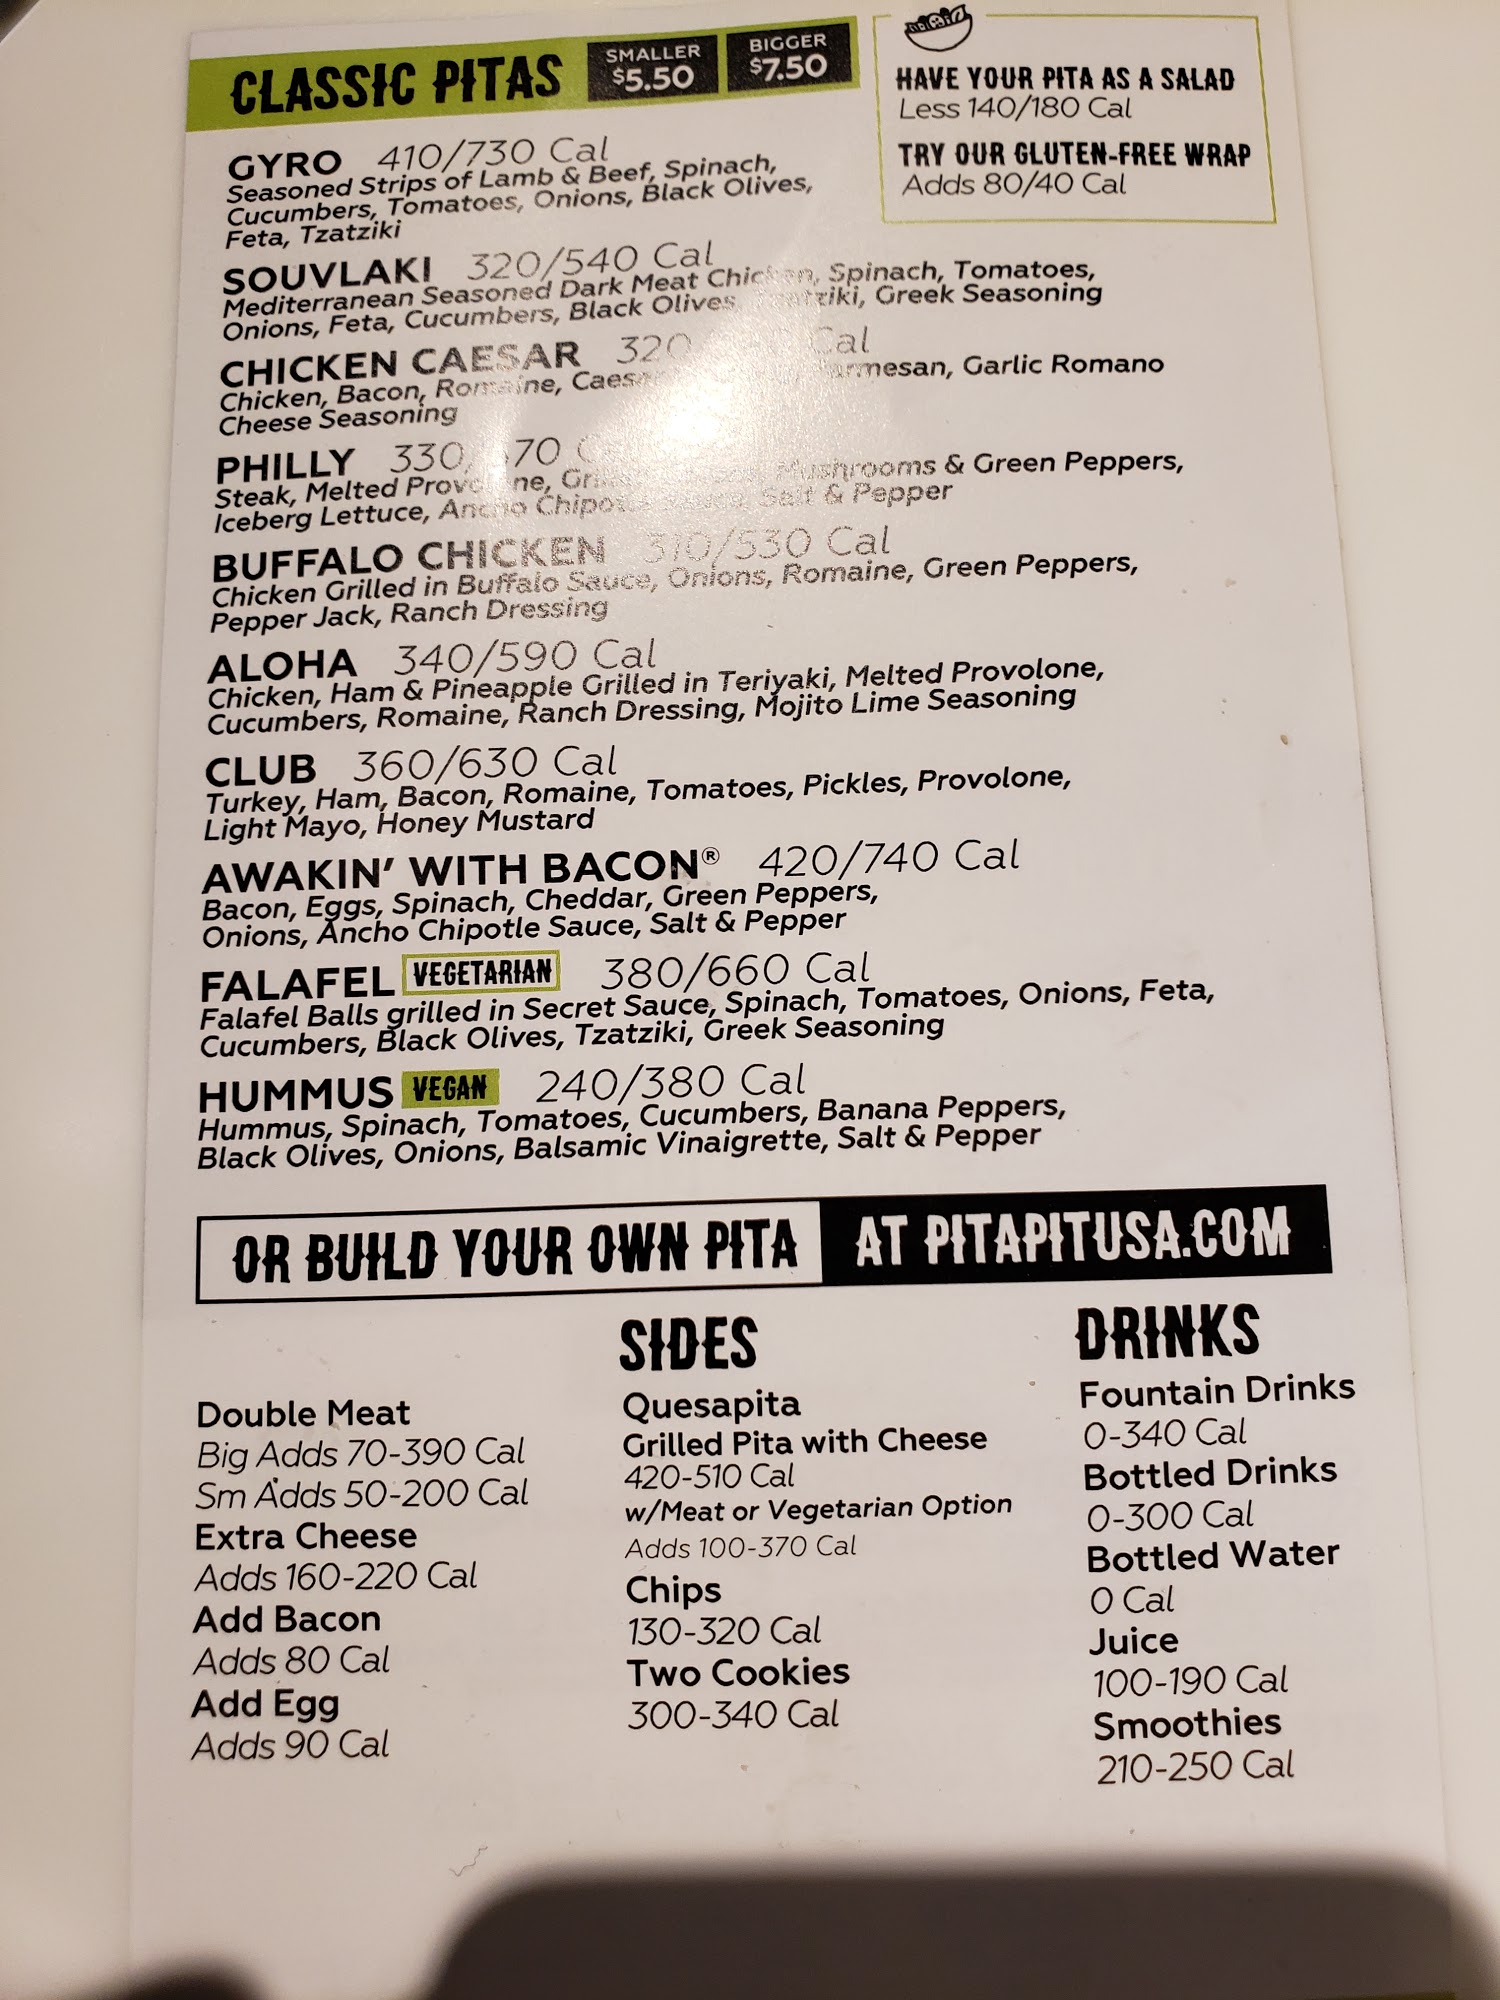 CLASSIC PITAS
SMALLER
$5.50
BIGGER
$7.50
HAVE YOUR PITA AS A SALAD
Less 140/180 Cal
TRY OUR GLUTEN-FREE WRAP
Adds 80/40 Cal
GYRO 410/730 Cal
Seasoned Strips of Lamb & Beef, Spinach,
Cucumbers, Tomatoes, Onions, Black Olives,
Feta, Tzatziki
SOUVLAKI 320/540 Cal
Mediterranean Seasoned Dark Meat Chicken, Spinach, Tomatoes,
Onions, Feta, Cucumbers, Black Olives, Tzatziki, Greek Seasoning
CHICKEN CAESAR Cal
Chicken, Bacon, Romaine, Parmesan, Garlic Romano
Cheese Seasoning
PHILLY
Steak, Melted Provolone, Mushrooms & Green Peppers,
Iceberg Lettuce, Ancho Chipotle Sauce, Salt & Pepper
BUFFALO CHICKEN 310/530 Cal
Chicken Grilled in Buffalo Sauce, Onions, Romaine, Green Peppers,
Pepper Jack, Ranch Dressing
ALOHA 340/590 Cal
Chicken, Ham & Pineapple Grilled in Teriyaki, Melted Provolone,
Cucumbers, Romaine, Ranch Dressing, Mojito Lime Seasoning
CLUB 360/630 Cal
Turkey, Ham, Bacon, Romaine, Tomatoes, Pickles, Provolone,
Light Mayo, Honey Mustard
AWAKIN' WITH BACON® 420/740 Cal
Bacon, Eggs, Spinach, Cheddar, Green Peppers,
Onions, Ancho Chipotle Sauce, Salt & Pepper
FALAFEL VEGETARIAN 380/660 Cal
Falafel Balls grilled in Secret Sauce, Spinach, Tomatoes, Onions, Feta,
Cucumbers, Black Olives, Tzatziki, Greek Seasoning
HUMMUS VEGAN 240/380 Cal
Hummus, Spinach, Tomatoes, Cucumbers, Banana Peppers,
Black Olives, Onions, Balsamic Vinaigrette, Salt & Pepper
OR BUILD YOUR OWN PITA AT PITAPITUSA.COM
Double Meat
Big Adds 70-390 Cal
Sm Adds 50-200 Cal
Extra Cheese
Adds 160-220 Cal
Add Bacon
Adds 80 Cal
Add Egg
Adds 90 Cal
SIDES
Quesapita
Grilled Pita with Cheese
420-510 Cal
w/Meat or Vegetarian Option
Adds 100-370 Cal
Chips
130-320 Cal
Two Cookies
300-340 Cal
DRINKS
Fountain Drinks
0-340 Cal
Bottled Drinks
0-300 Cal
Bottled Water
0 Cal
Juice
100-190 Cal
Smoothies
210-250 Cal